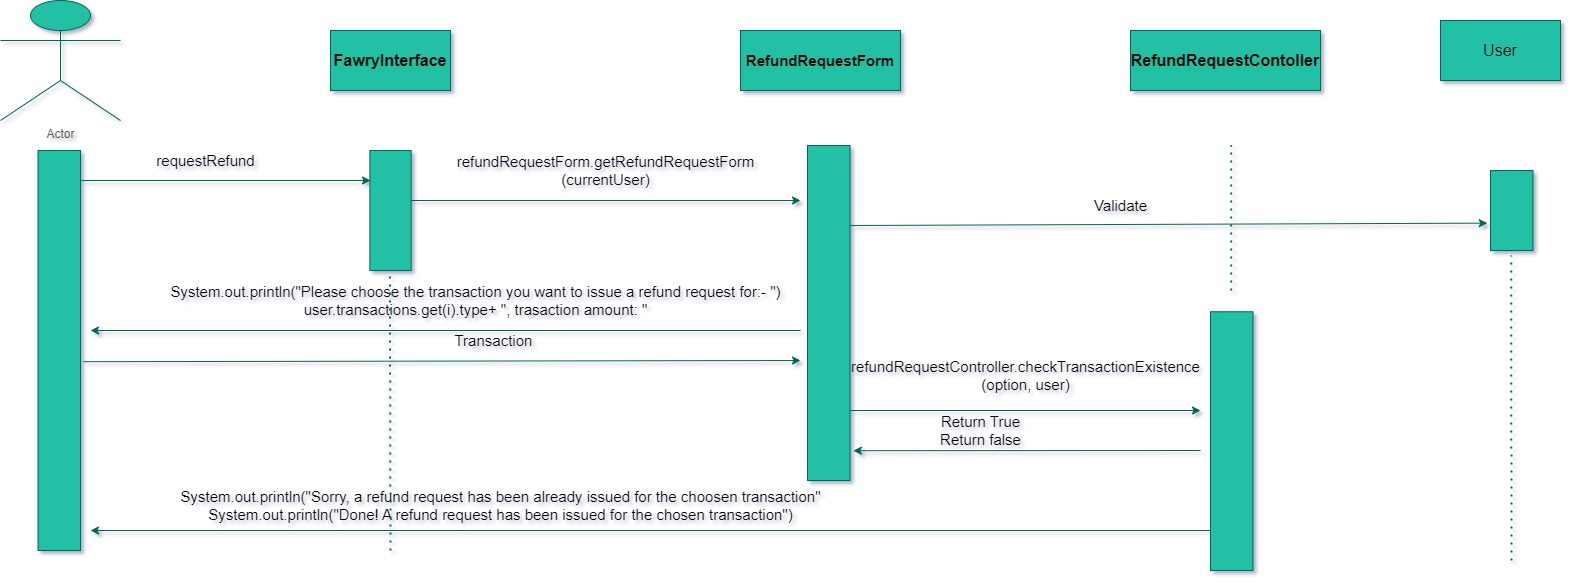 FawryInterface
RefundRequestForm
RefundRequestContoller
User
Actor
requestRefund
refundRequestForm.getRefundRequestForm
(currentUser)
Validate
System.out.println("Please choose the transaction you want to issue a refund request for:- ")
user.transactions.get(i).type+ ", trasaction amount: "
Transaction
refundRequestController.checkTransactionExistence
(option, user)
Return True
Return false
System.out.println("Sorry, a refund request has been already issued for the choosen transaction"
System.out.println("Done! A refund request has been issued for the chosen transaction")